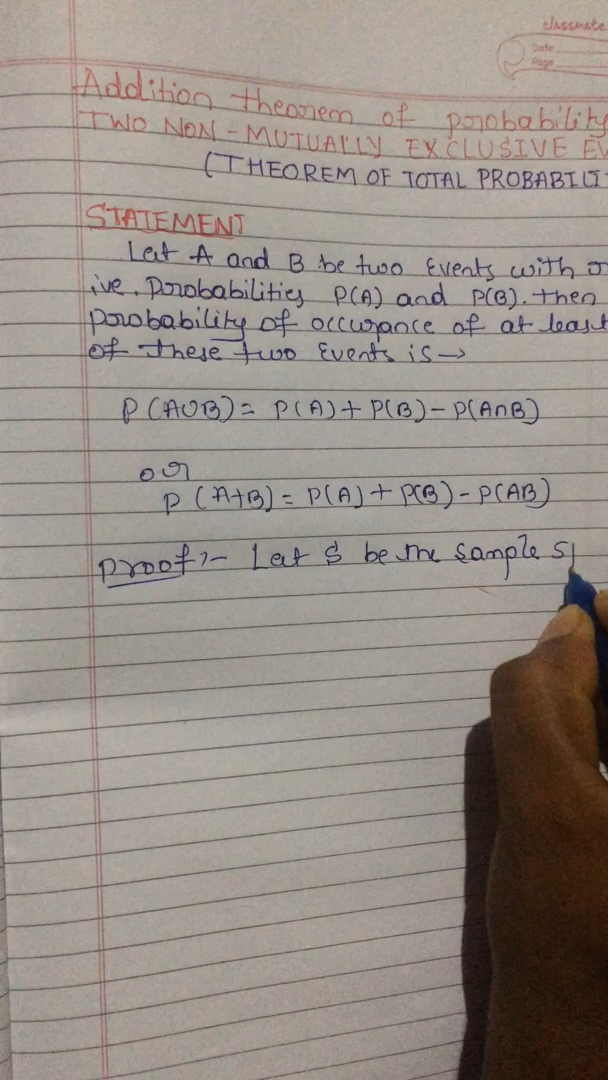 classmate
Date
Page
Addition theorem of probability
TWO NON-MUTUALLY EXCLUSIVE EV
(THEOREM OF TOTAL PROBABILI
STATEMENT
Let A and B be two Events with
ive. Probabilities P(A) and P(B). then
probability of occurance of at least
of these two Events is →
P(A∪B) = P(A) + P(B) - P(A∩B)
or
P(A+B) = P(A) + P(B) - P(AB)
Proof:- Let S be the Sample